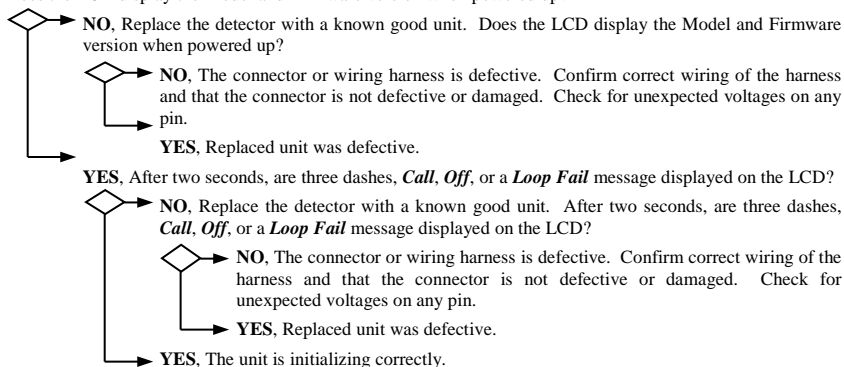 NO, Replace the detector with a known good unit. Does the LCD display the Model and Firmware
version when powered up?
NO, The connector or wiring harness is defective. Confirm correct wiring of the harness
and that the connector is not defective or damaged. Check for unexpected voltages on any
pin.
YES, Replaced unit was defective.
YES, After two seconds, are three dashes, Call, Off, or a Loop Fail message displayed on the LCD?
NO, Replace the detector with a known good unit. After two seconds, are three dashes,
Call, Off, or a Loop Fail message displayed on the LCD?
NO, The connector or wiring harness is defective. Confirm correct wiring of the
harness and that the connector is not defective or damaged. Check for
unexpected voltages on any pin.
YES, Replaced unit was defective.
YES, The unit is initializing correctly.